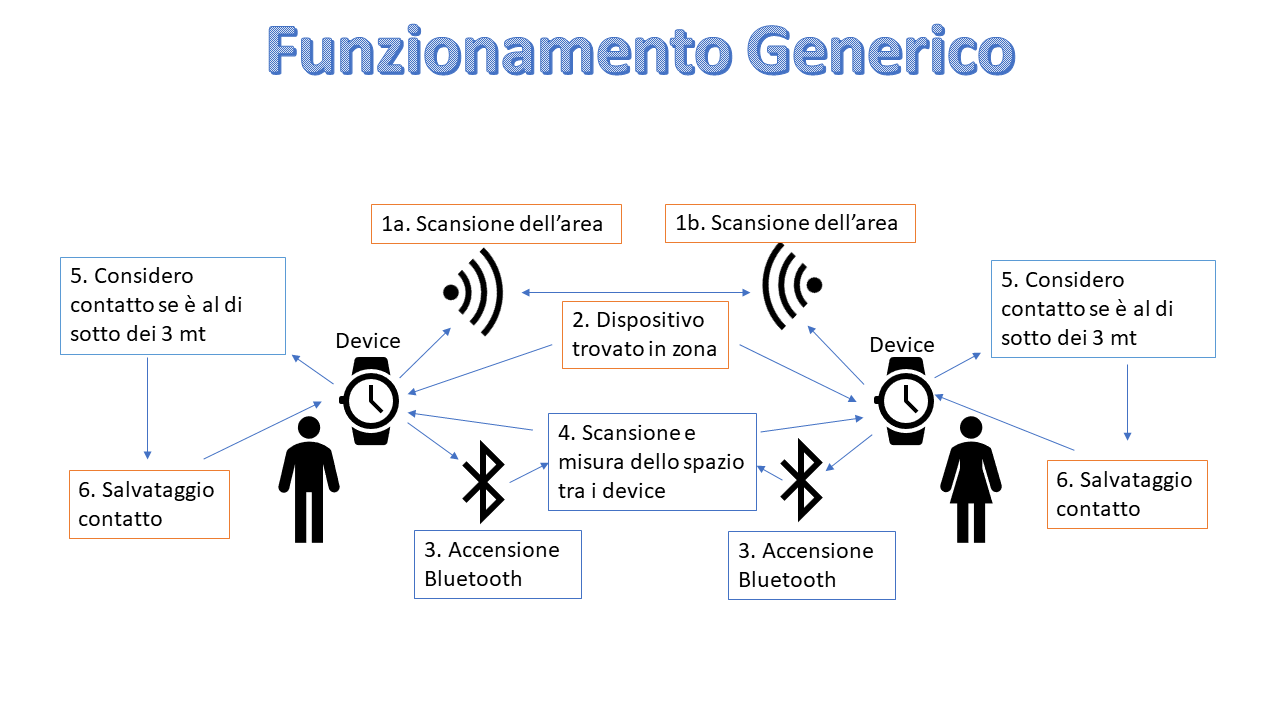 Funzionamento Generico
1a. Scansione dell’area
1b. Scansione dell’area
5. Considero
contatto se è al di
sotto dei 3 mt
2. Dispositivo
trovato in zona
5. Considero
contatto se è al di
sotto dei 3 mt
Device
Device
4. Scansione e
misura dello spazio
tra i device
6. Salvataggio
contatto
6. Salvataggio
contatto
3. Accensione
Bluetooth
3. Accensione
Bluetooth